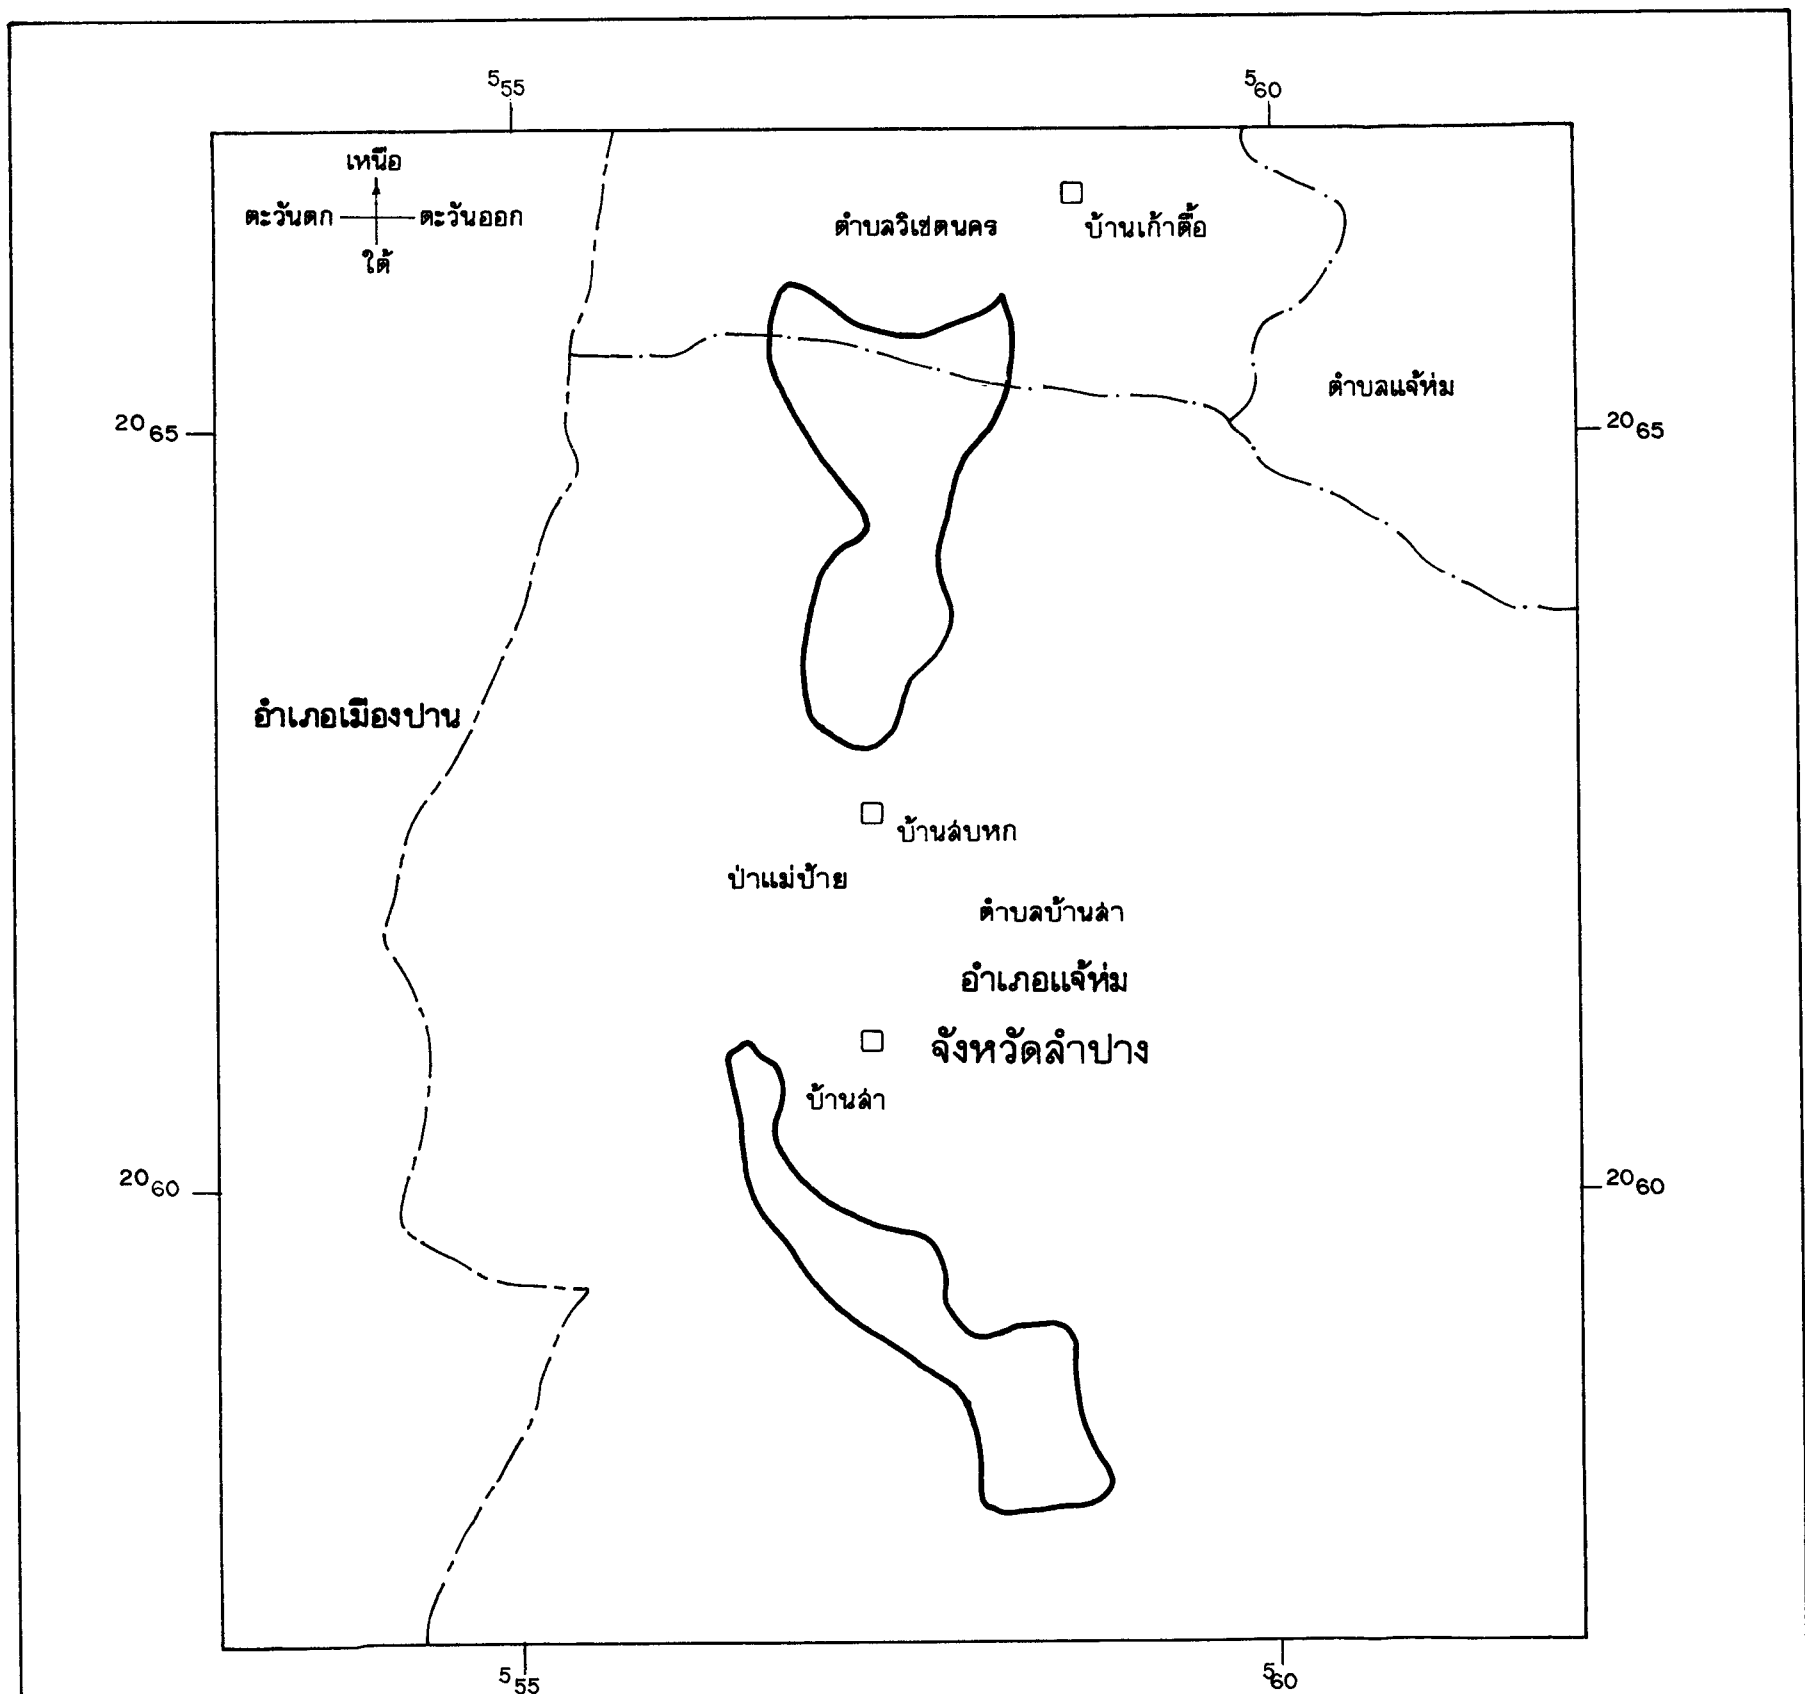 555 560
เหนือ
ตะวันตก ตะวันออก
ใต้
ตำบลวิเชตนคร
บ้านเก้าตื้อ
ตำบลแจ้ห่ม
2065 2065
อำเภอเมืองปาน
บ้านสบหก
ป่าแม่ป้าย
ตำบลบ้านสา
อำเภอแจ้ห่ม
จังหวัดลำปาง
บ้านสา
2060 2060
555 560